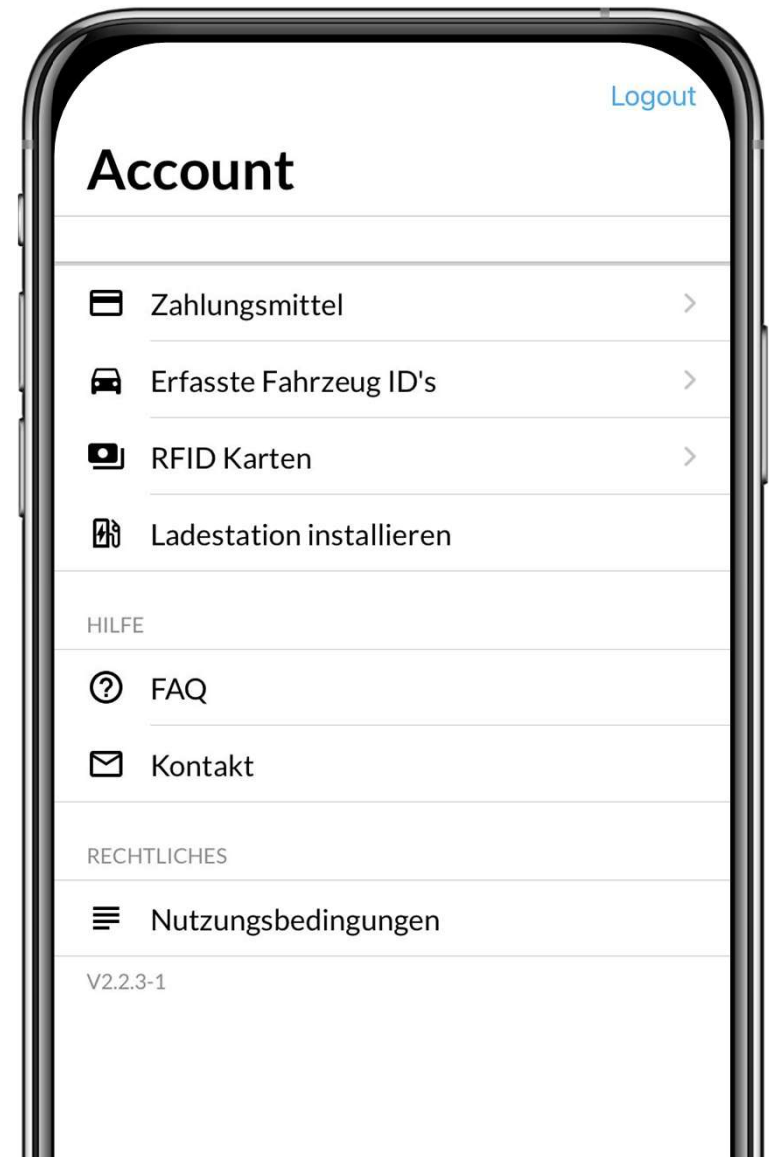 Logout
Account
Zahlungsmittel
Erfasste Fahrzeug ID's
RFID Karten
Ladestation installieren
HILFE
FAQ
Kontakt
RECHTLICHES
Nutzungsbedingungen
V2.2.3-1